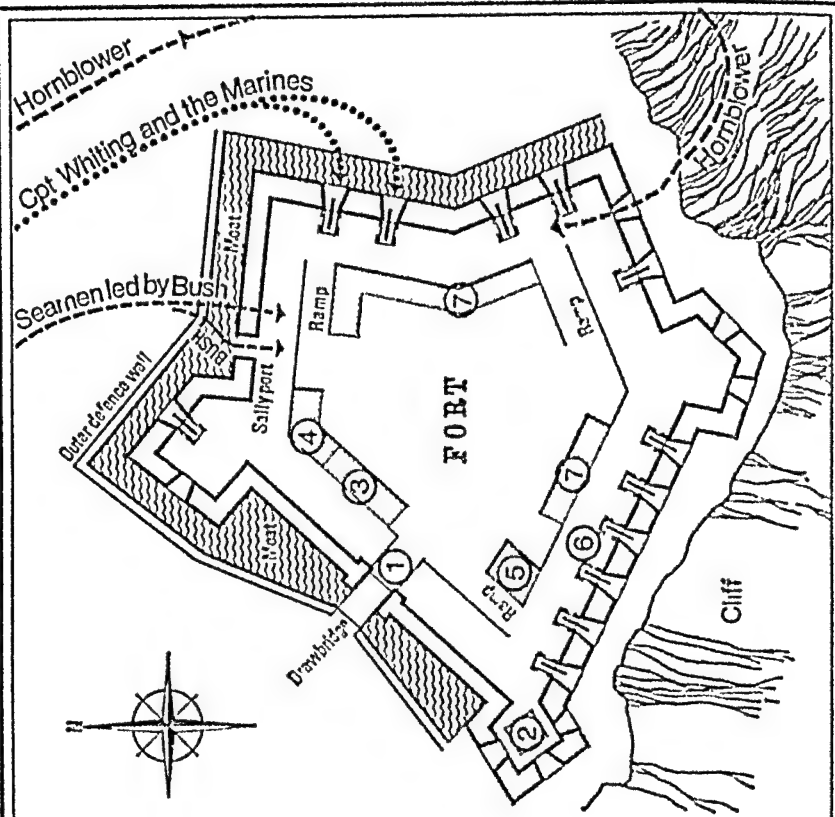 Hornblower
Cpt Whiting and the Marines
Hornblower
Seamen led by Bush
BUSH
Moat
Outer defence wall
Sally port
Ramp
Ramp
7
4
3
FORT
7
Moat
1
5
6
Ramp
Drawbridge
2
Cliff
N